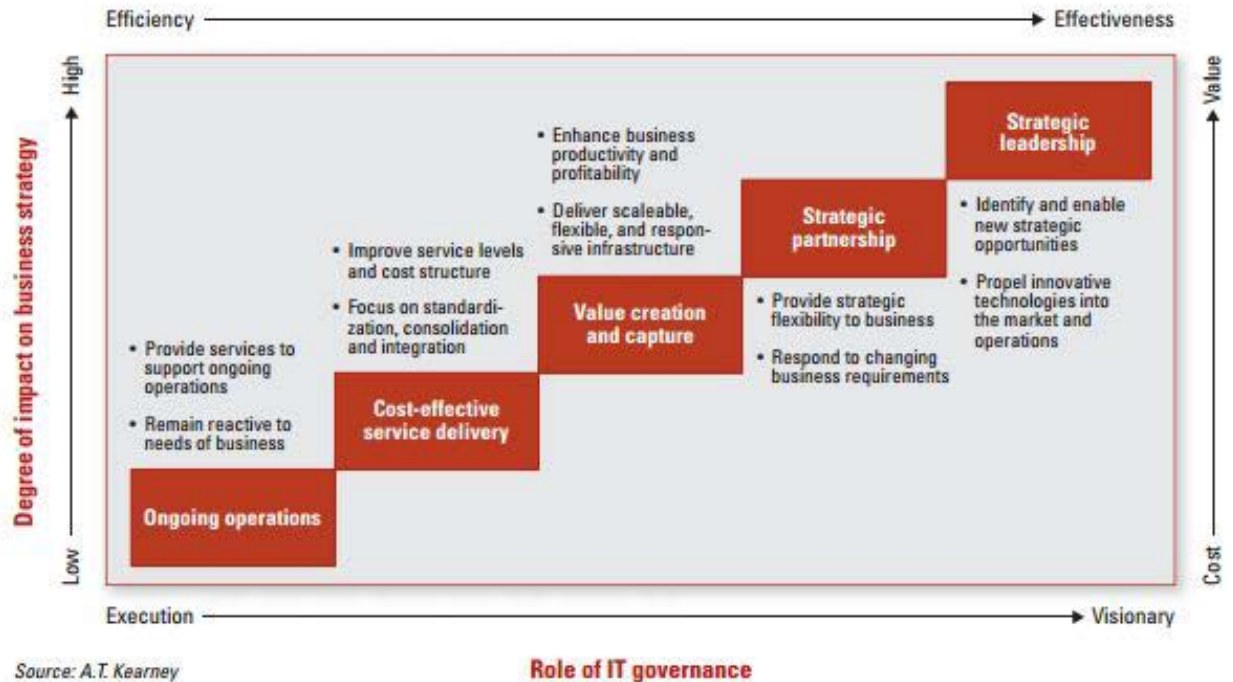 Efficiency
Effectiveness
High
Low
Degree of impact on business strategy
Value
Cost
Strategic
leadership
• Enhance business
productivity and
profitability
• Deliver scaleable,
flexible, and respon-
sive infrastructure
Strategic
partnership
• Identify and enable
new strategic
opportunities
• Propel innovative
technologies into
the market and
operations
• Improve service levels
and cost structure
• Focus on standardi-
zation, consolidation
and integration
Value creation
and capture
• Provide strategic
flexibility to business
• Respond to changing
business requirements
• Provide services to
support ongoing
operations
• Remain reactive to
needs of business
Cost-effective
service delivery
Ongoing operations
Execution
Visionary
Source: A.T. Kearney
Role of IT governance